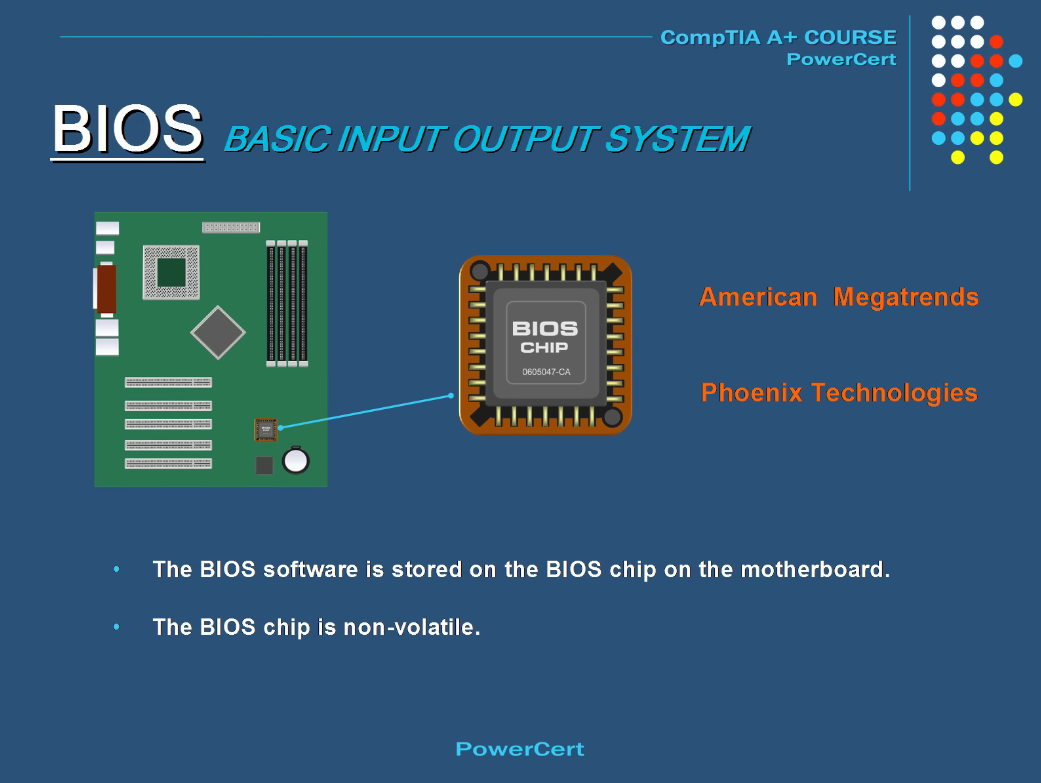 CompTIA A+ COURSE
PowerCert
BIOS BASIC INPUT OUTPUT SYSTEM
BIOS
CHIP
0605047-CA
American Megatrends
Phoenix Technologies
• The BIOS software is stored on the BIOS chip on the motherboard.
• The BIOS chip is non-volatile.
PowerCert